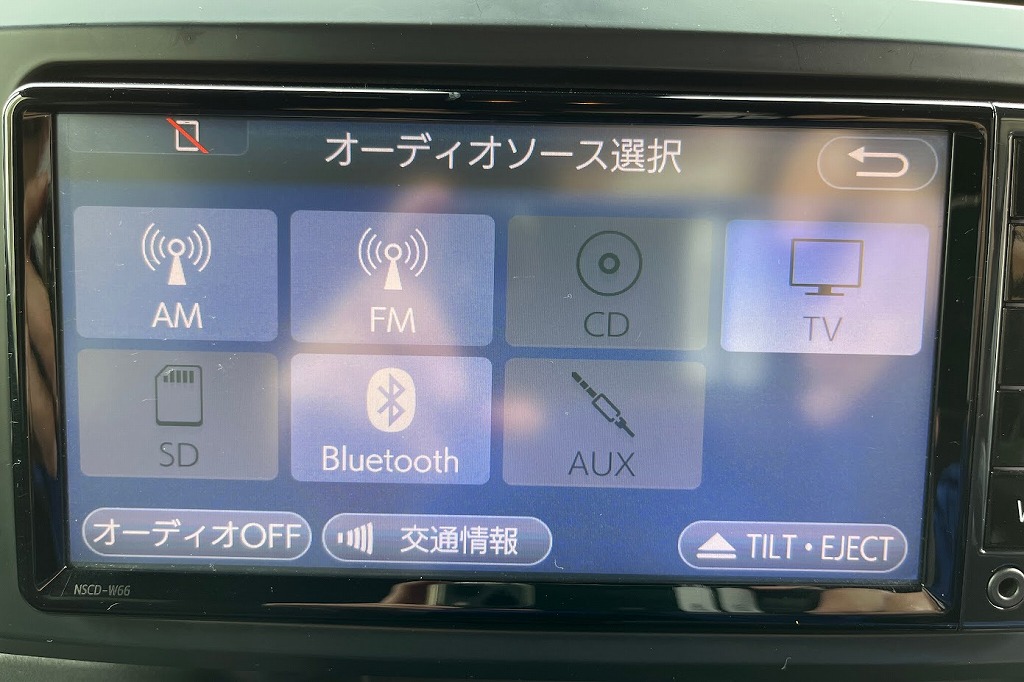 オーディオソース選択
AM
FM
CD
TV
SD
Bluetooth
AUX
オーディオOFF
交通情報
TILT・EJECT
NSCD-W66